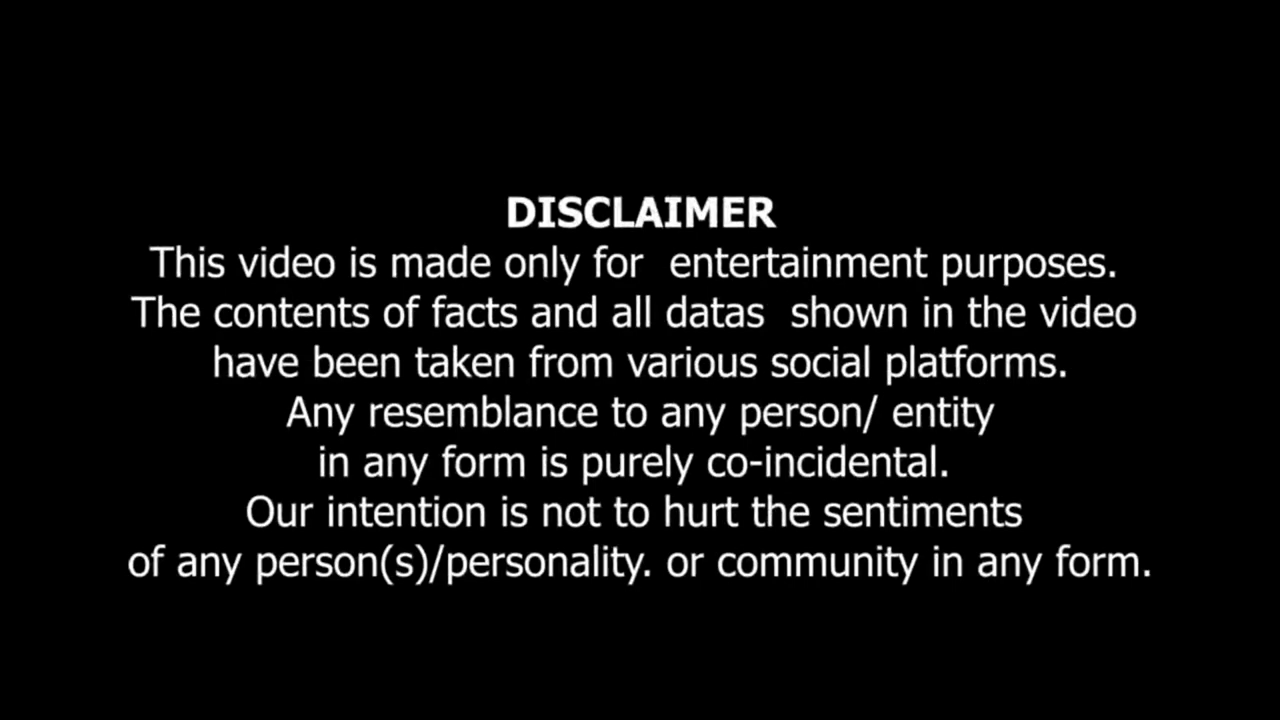 DISCLAIMER
This video is made only for  entertainment purposes.
The contents of facts and all datas  shown in the video
have been taken from various social platforms.
Any resemblance to any person/ entity
in any form is purely co-incidental.
Our intention is not to hurt the sentiments
of any person(s)/personality. or community in any form.